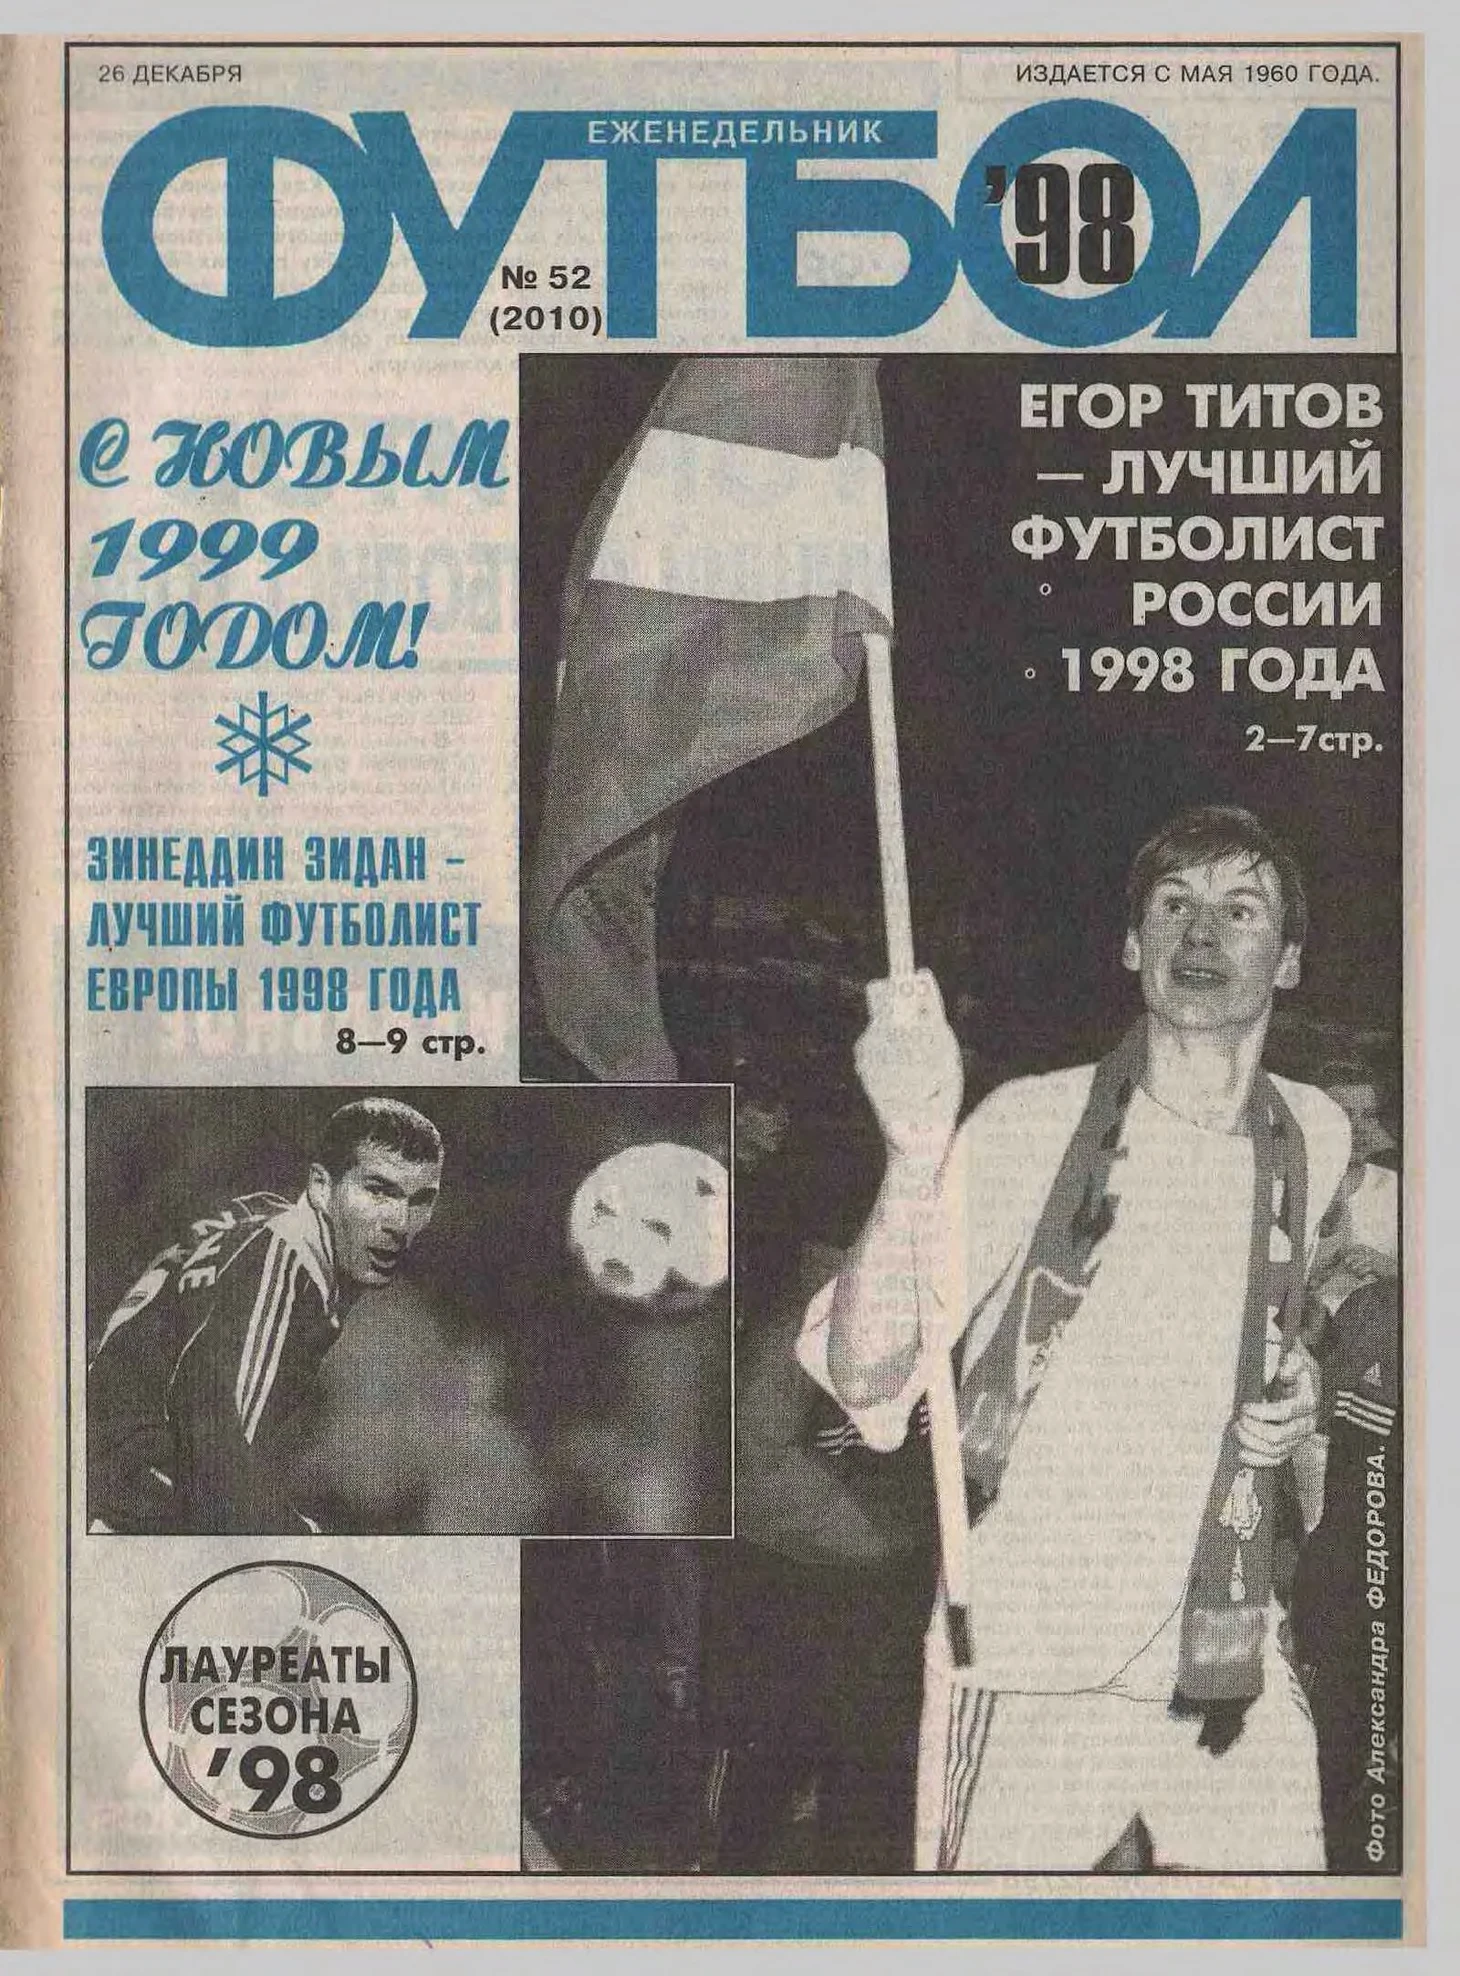 26 ДЕКАБРЯ
ИЗДАЕТСЯ С МАЯ 1960 ГОДА.
ЕЖЕНЕДЕЛЬНИК
ФУТБОЛ
'98
№ 52
(2010)
С НОВЫМ
1999
ГОДОМ!
ЗИНЕДДИН ЗИДАН -
ЛУЧШИЙ ФУТБОЛИСТ
ЕВРОПЫ 1998 ГОДА
8—9 стр.
ЕГОР ТИТОВ
— ЛУЧШИЙ
ФУТБОЛИСТ
РОССИИ
1998 ГОДА
2—7стр.
ЛАУРЕАТЫ
СЕЗОНА
'98
Фото Александра ФЕДОРОВА.